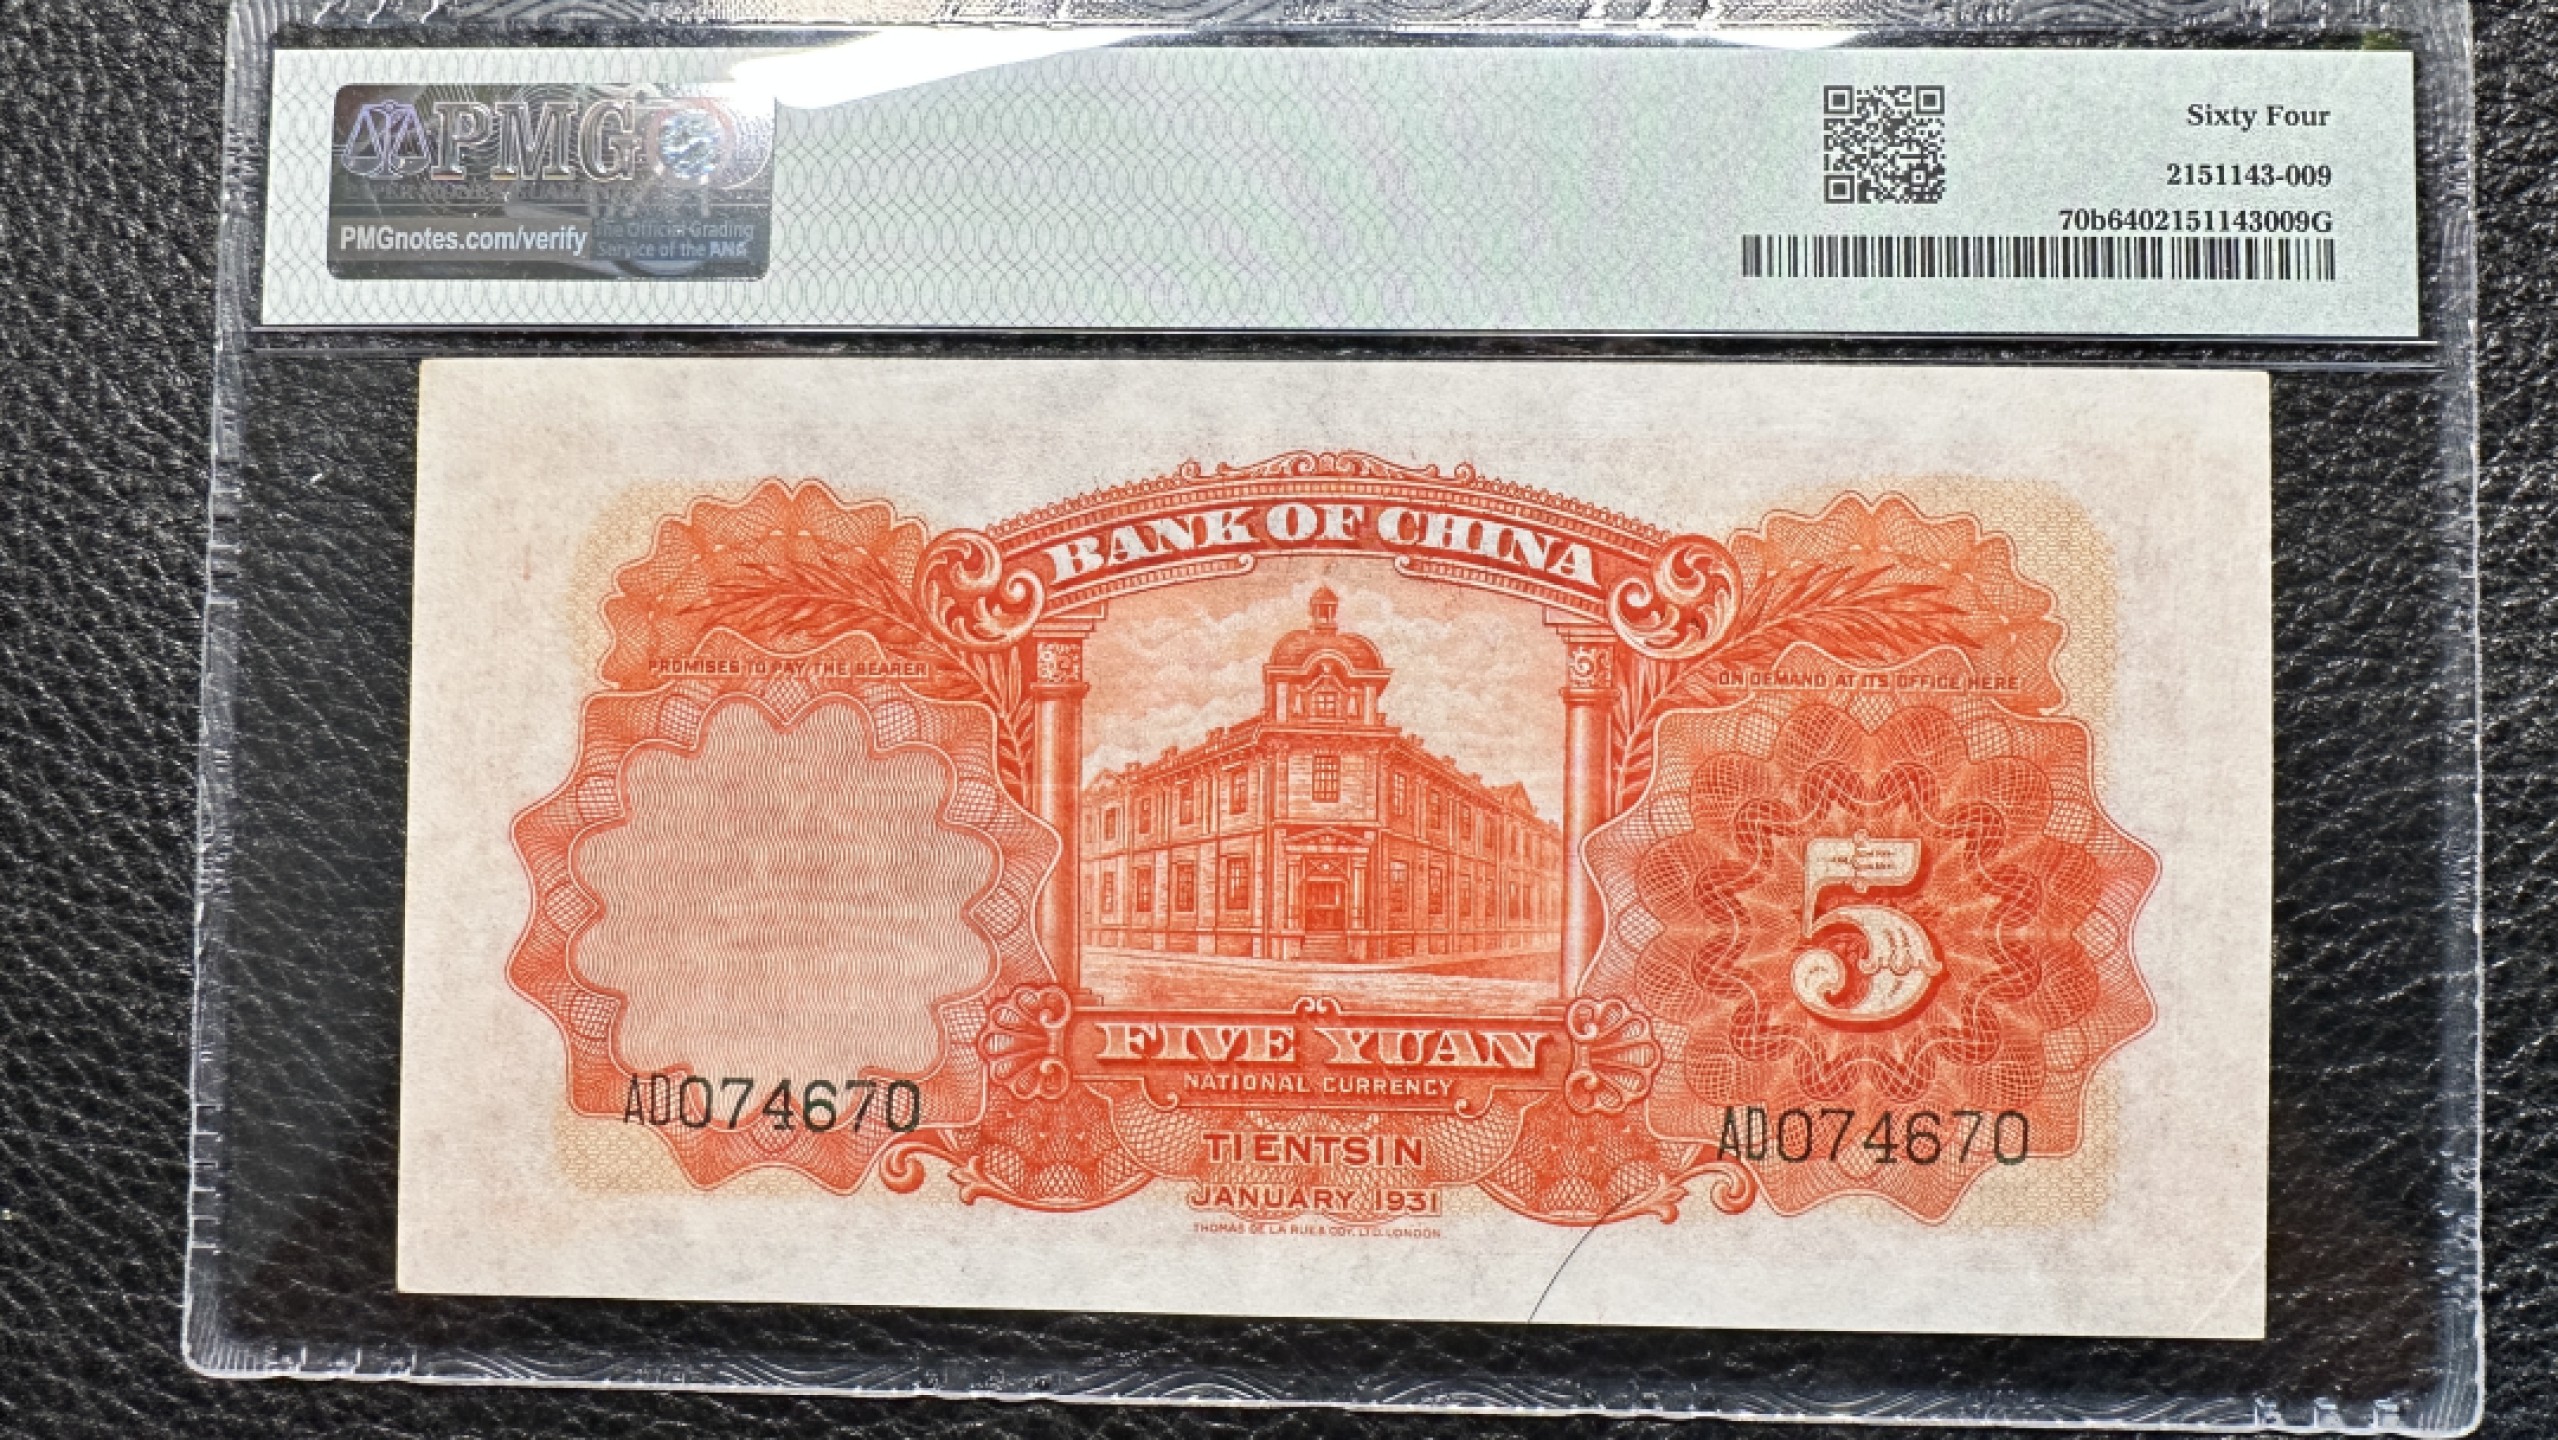 PMG
PMGnotes.com/verify
The Official Grading
Service of the ANA
Sixty Four
2151143-009
70b6402151143009G
BANK OF CHINA
PROMISES TO PAY THE BEARER
ON DEMAND AT ITS OFFICE HERE
5
FIVE YUAN
NATIONAL CURRENCY
AD074670
AD074670
TIENTSIN
JANUARY, 1931
THOMAS DE LA RUE & COY. LTD. LONDON.